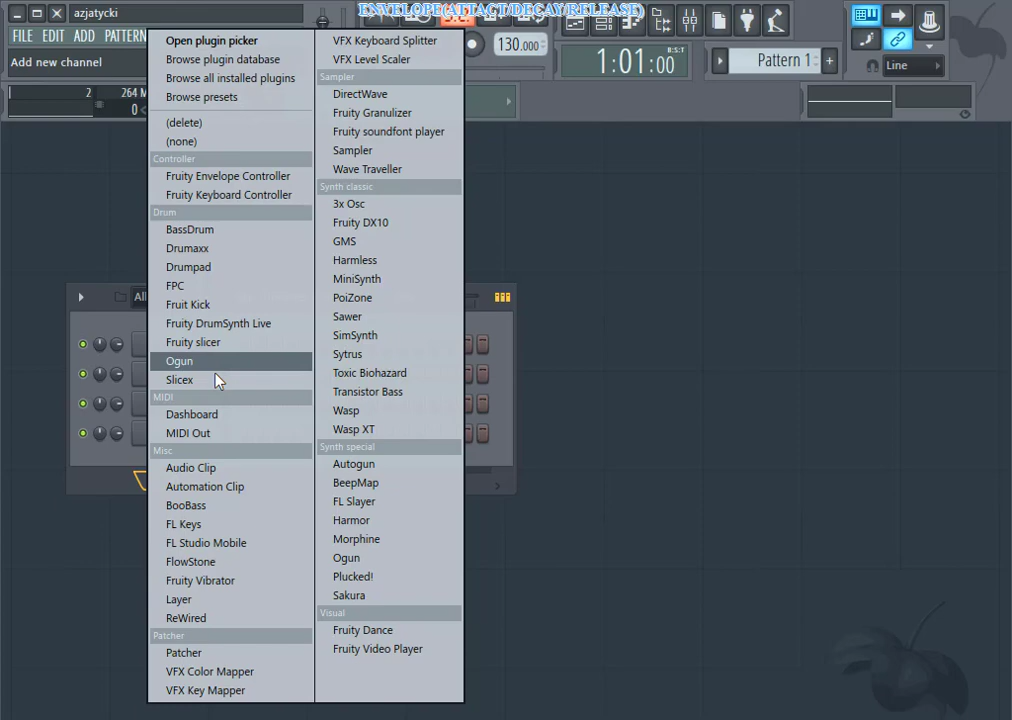 azjatycki
ENVELOPE(ATTACT/DECAY/RELEASE)
FILE EDIT ADD PATTERN
130.000
1:01:00
B:S:T
Pattern 1
Line
Add new channel
2
264 M
0
Open plugin picker
Browse plugin database
Browse all installed plugins
Browse presets
(delete)
(none)
Controller
Fruity Envelope Controller
Fruity Keyboard Controller
Drum
BassDrum
Drumaxx
Drumpad
FPC
Fruit Kick
Fruity DrumSynth Live
Fruity slicer
Ogun
Slicex
MIDI
Dashboard
MIDI Out
Misc
Audio Clip
Automation Clip
BooBass
FL Keys
FL Studio Mobile
FlowStone
Fruity Vibrator
Layer
ReWired
Patcher
Patcher
VFX Color Mapper
VFX Key Mapper
VFX Keyboard Splitter
VFX Level Scaler
Sampler
DirectWave
Fruity Granulizer
Fruity soundfont player
Sampler
Wave Traveller
Synth classic
3x Osc
Fruity DX10
GMS
Harmless
MiniSynth
PoiZone
Sawer
SimSynth
Sytrus
Toxic Biohazard
Transistor Bass
Wasp
Wasp XT
Synth special
Autogun
BeepMap
FL Slayer
Harmor
Morphine
Ogun
Plucked!
Sakura
Visual
Fruity Dance
Fruity Video Player
All